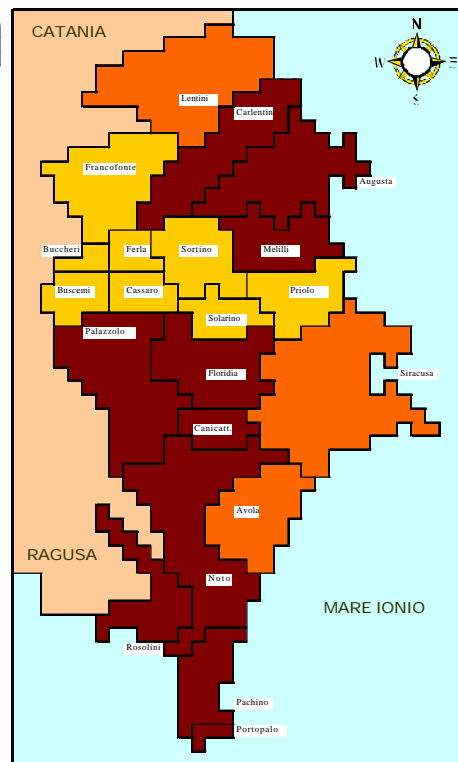 CATANIA
N
W
E
S
Lentini
Carlentin
Francofonte
Augusta
Buccheri
Ferla
Sortino
Melilli
Buscemi
Cassaro
Priolo
Solarino
Palazzolo
Floridia
Siracusa
Canicatt.
Avola
RAGUSA
Noto
MARE IONIO
Rosolini
Pachino
Portopalo